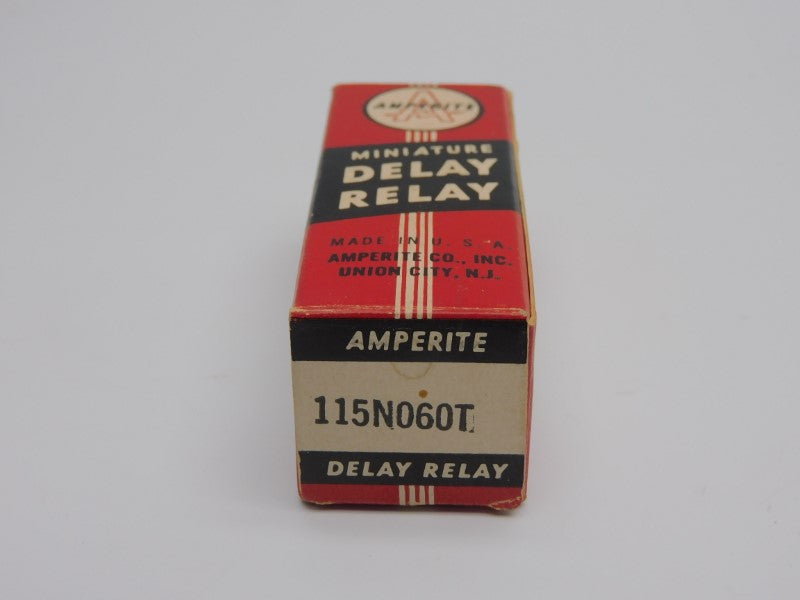 AMPERITE
MINIATURE
DELAY
RELAY
MADE IN U. S. A.
AMPERITE CO., INC.
UNION CITY, N.J.
AMPERITE
115N060T
DELAY RELAY